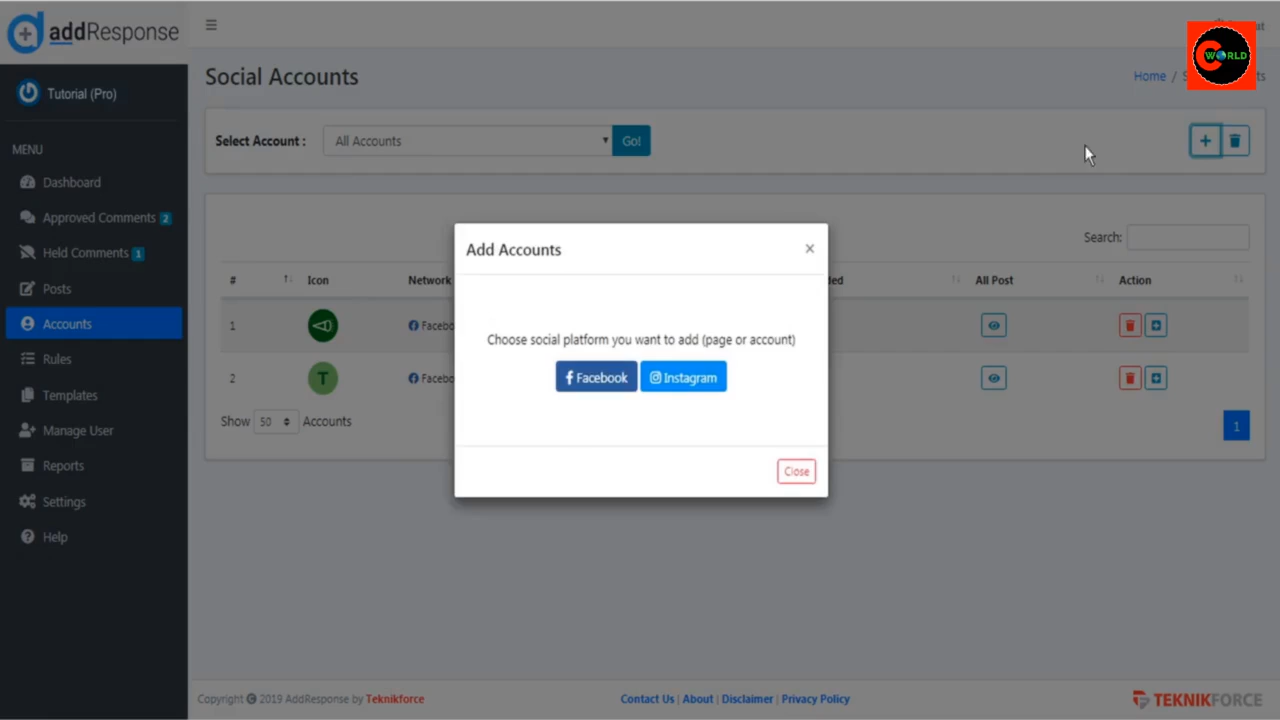 addResponse
C WORLD
Social Accounts
Home /
Tutorial (Pro)
Select Account :
All Accounts
Go!
MENU
Dashboard
Approved Comments 2
Held Comments 1
Posts
Accounts
Rules
Templates
Manage User
Reports
Settings
Help
Search:
# Icon Network All Post Action
1
2 T
Show 50 Accounts
1
Add Accounts
×
Choose social platform you want to add (page or account)
Facebook Instagram
Close
Copyright © 2019 AddResponse by Teknikforce
Contact Us | About | Disclaimer | Privacy Policy
TEKNIKFORCE